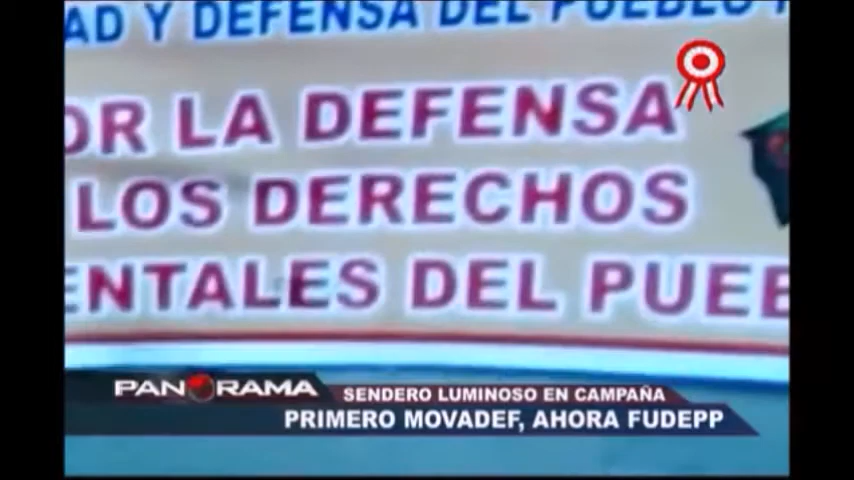 AD Y DEFENSA DEL PUEBLO
OR LA DEFENSA
LOS DERECHOS
ENTALES DEL PUEB
PANORAMA
SENDERO LUMINOSO EN CAMPAÑA
PRIMERO MOVADEF, AHORA FUDEPP